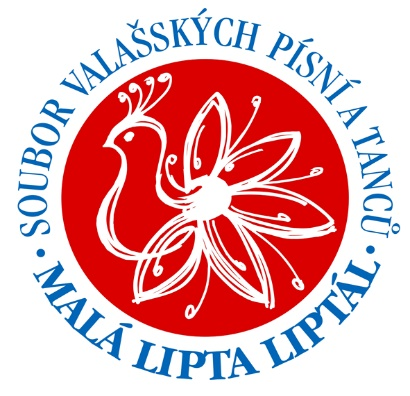 SOUBOR VALAŠSKÝCH PÍSNÍ A TANCŮ
• MALÁ LIPTA LIPTÁL •